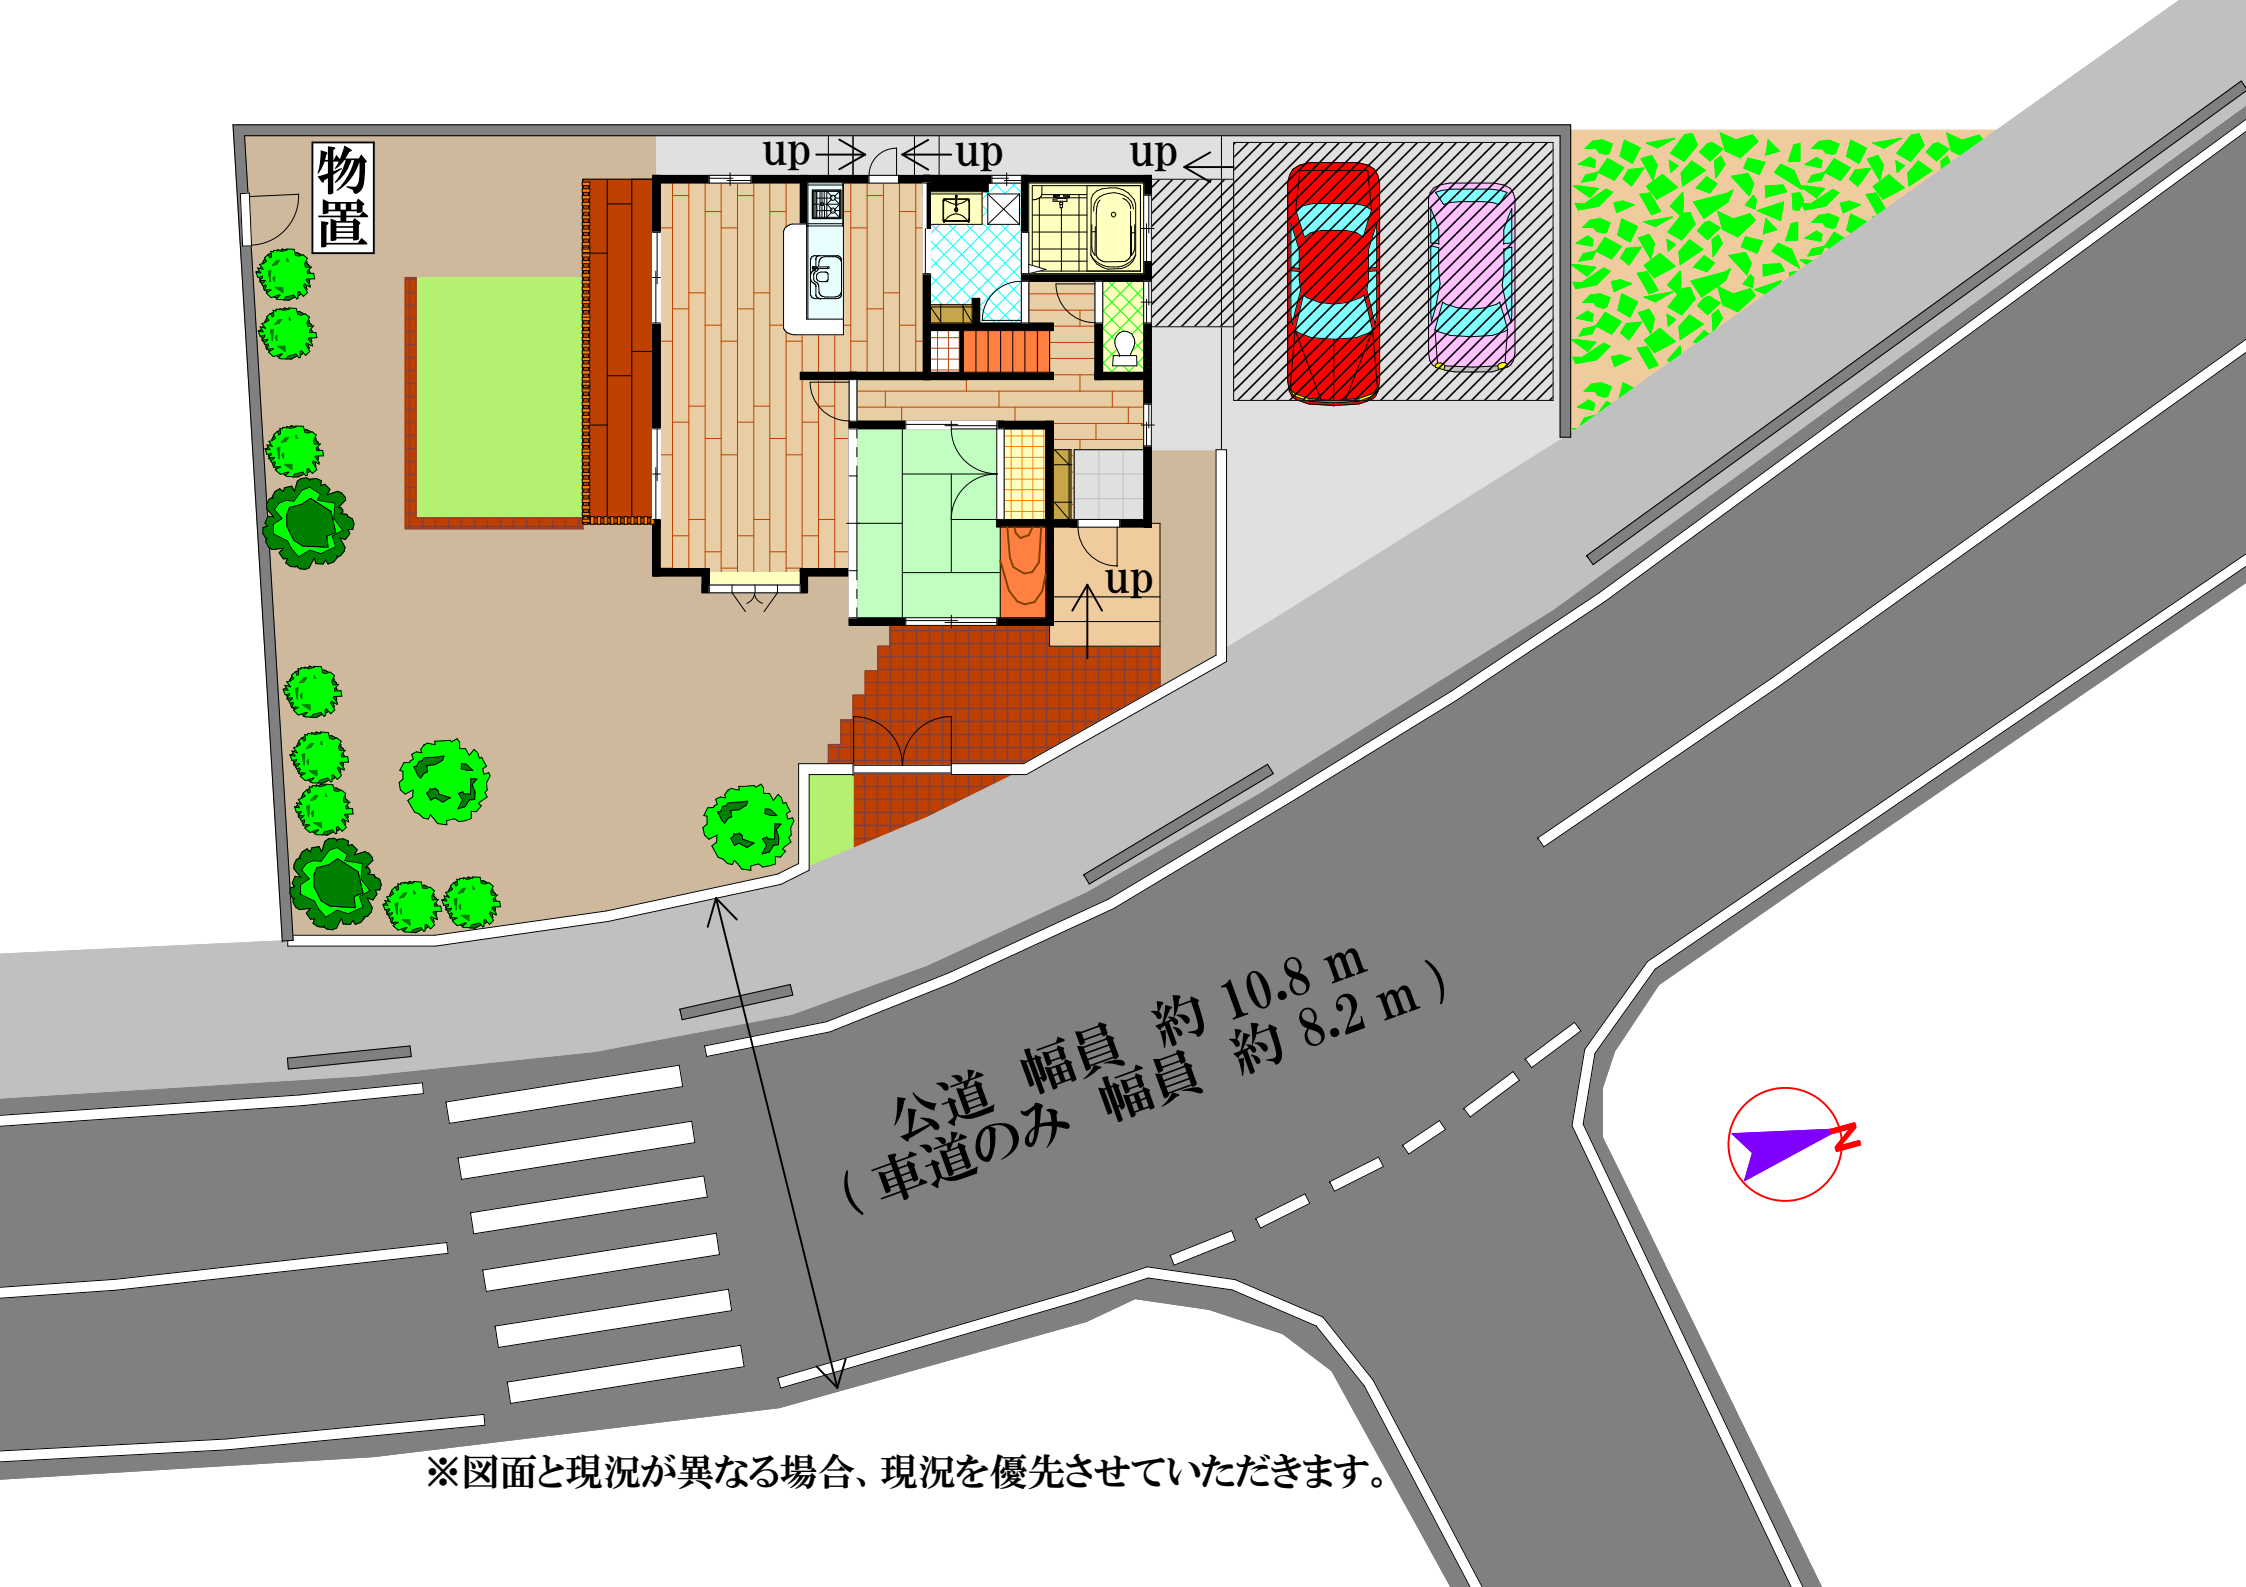 物置
up
up
up
up
公道 幅員 約 10.8 m
( 車道のみ 幅員 約 8.2 m )
N
※図面と現況が異なる場合、現況を優先させていただきます。